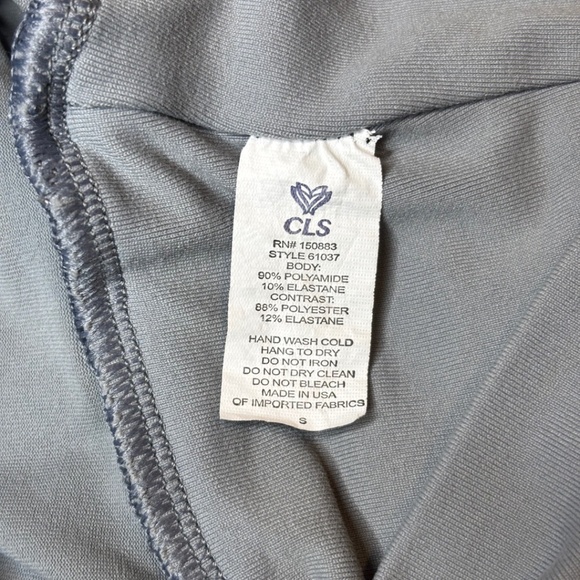 CLS
RN# 150883
STYLE 61037
BODY:
90% POLYAMIDE
10% ELASTANE
CONTRAST:
88% POLYESTER
12% ELASTANE
HAND WASH COLD
HANG TO DRY
DO NOT IRON
DO NOT DRY CLEAN
DO NOT BLEACH
MADE IN USA
OF IMPORTED FABRICS
S